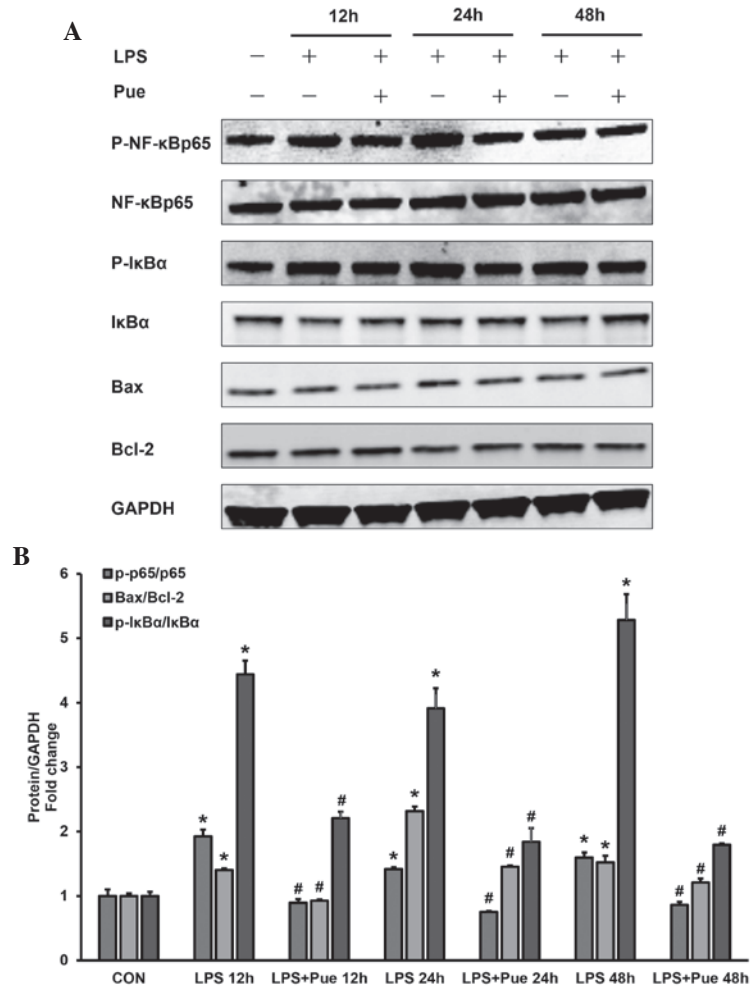 A
12h 24h 48h
LPS − + + + + + +
Pue − − + − + − +
P-NF-κBp65
NF-κBp65
P-IκBα
IκBα
Bax
Bcl-2
GAPDH
B
p-p65/p65
Bax/Bcl-2
p-IκBα/IκBα
Protein/GAPDH
Fold change
6
5
4
3
2
1
0
* * *
# # #
* * *
# # #
* * *
# # #
CON LPS 12h LPS+Pue 12h LPS 24h LPS+Pue 24h LPS 48h LPS+Pue 48h